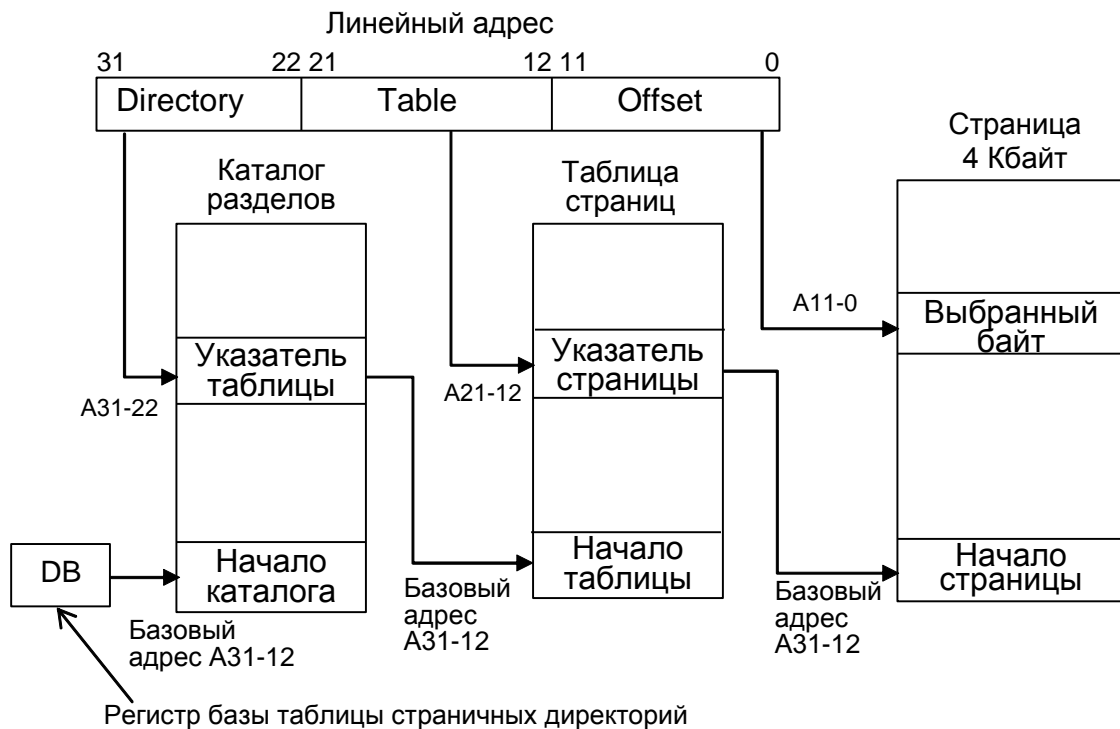 Линейный адрес
31 22 21 12 11 0
Directory Table Offset
Страница
4 Кбайт
Каталог
разделов
Таблица
страниц
A11-0
Выбранный
байт
Указатель
таблицы
Указатель
страницы
A31-22
A21-12
DB
Начало
каталога
Начало
таблицы
Начало
страницы
Базовый
адрес A31-12
Базовый
адрес
A31-12
Базовый
адрес
A31-12
Регистр базы таблицы страничных директорий